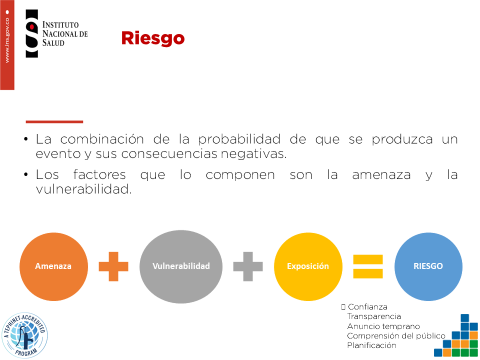 www.ins.gov.co
INSTITUTO
NACIONAL DE
SALUD
Riesgo
• La combinación de la probabilidad de que se produzca un
evento y sus consecuencias negativas.
• Los factores que lo componen son la amenaza y la
vulnerabilidad.
Amenaza + Vulnerabilidad + Exposición = RIESGO
Confianza
Transparencia
Anuncio temprano
Comprensión del público
Planificación
A TEPHINET ACCREDITED
PROGRAM